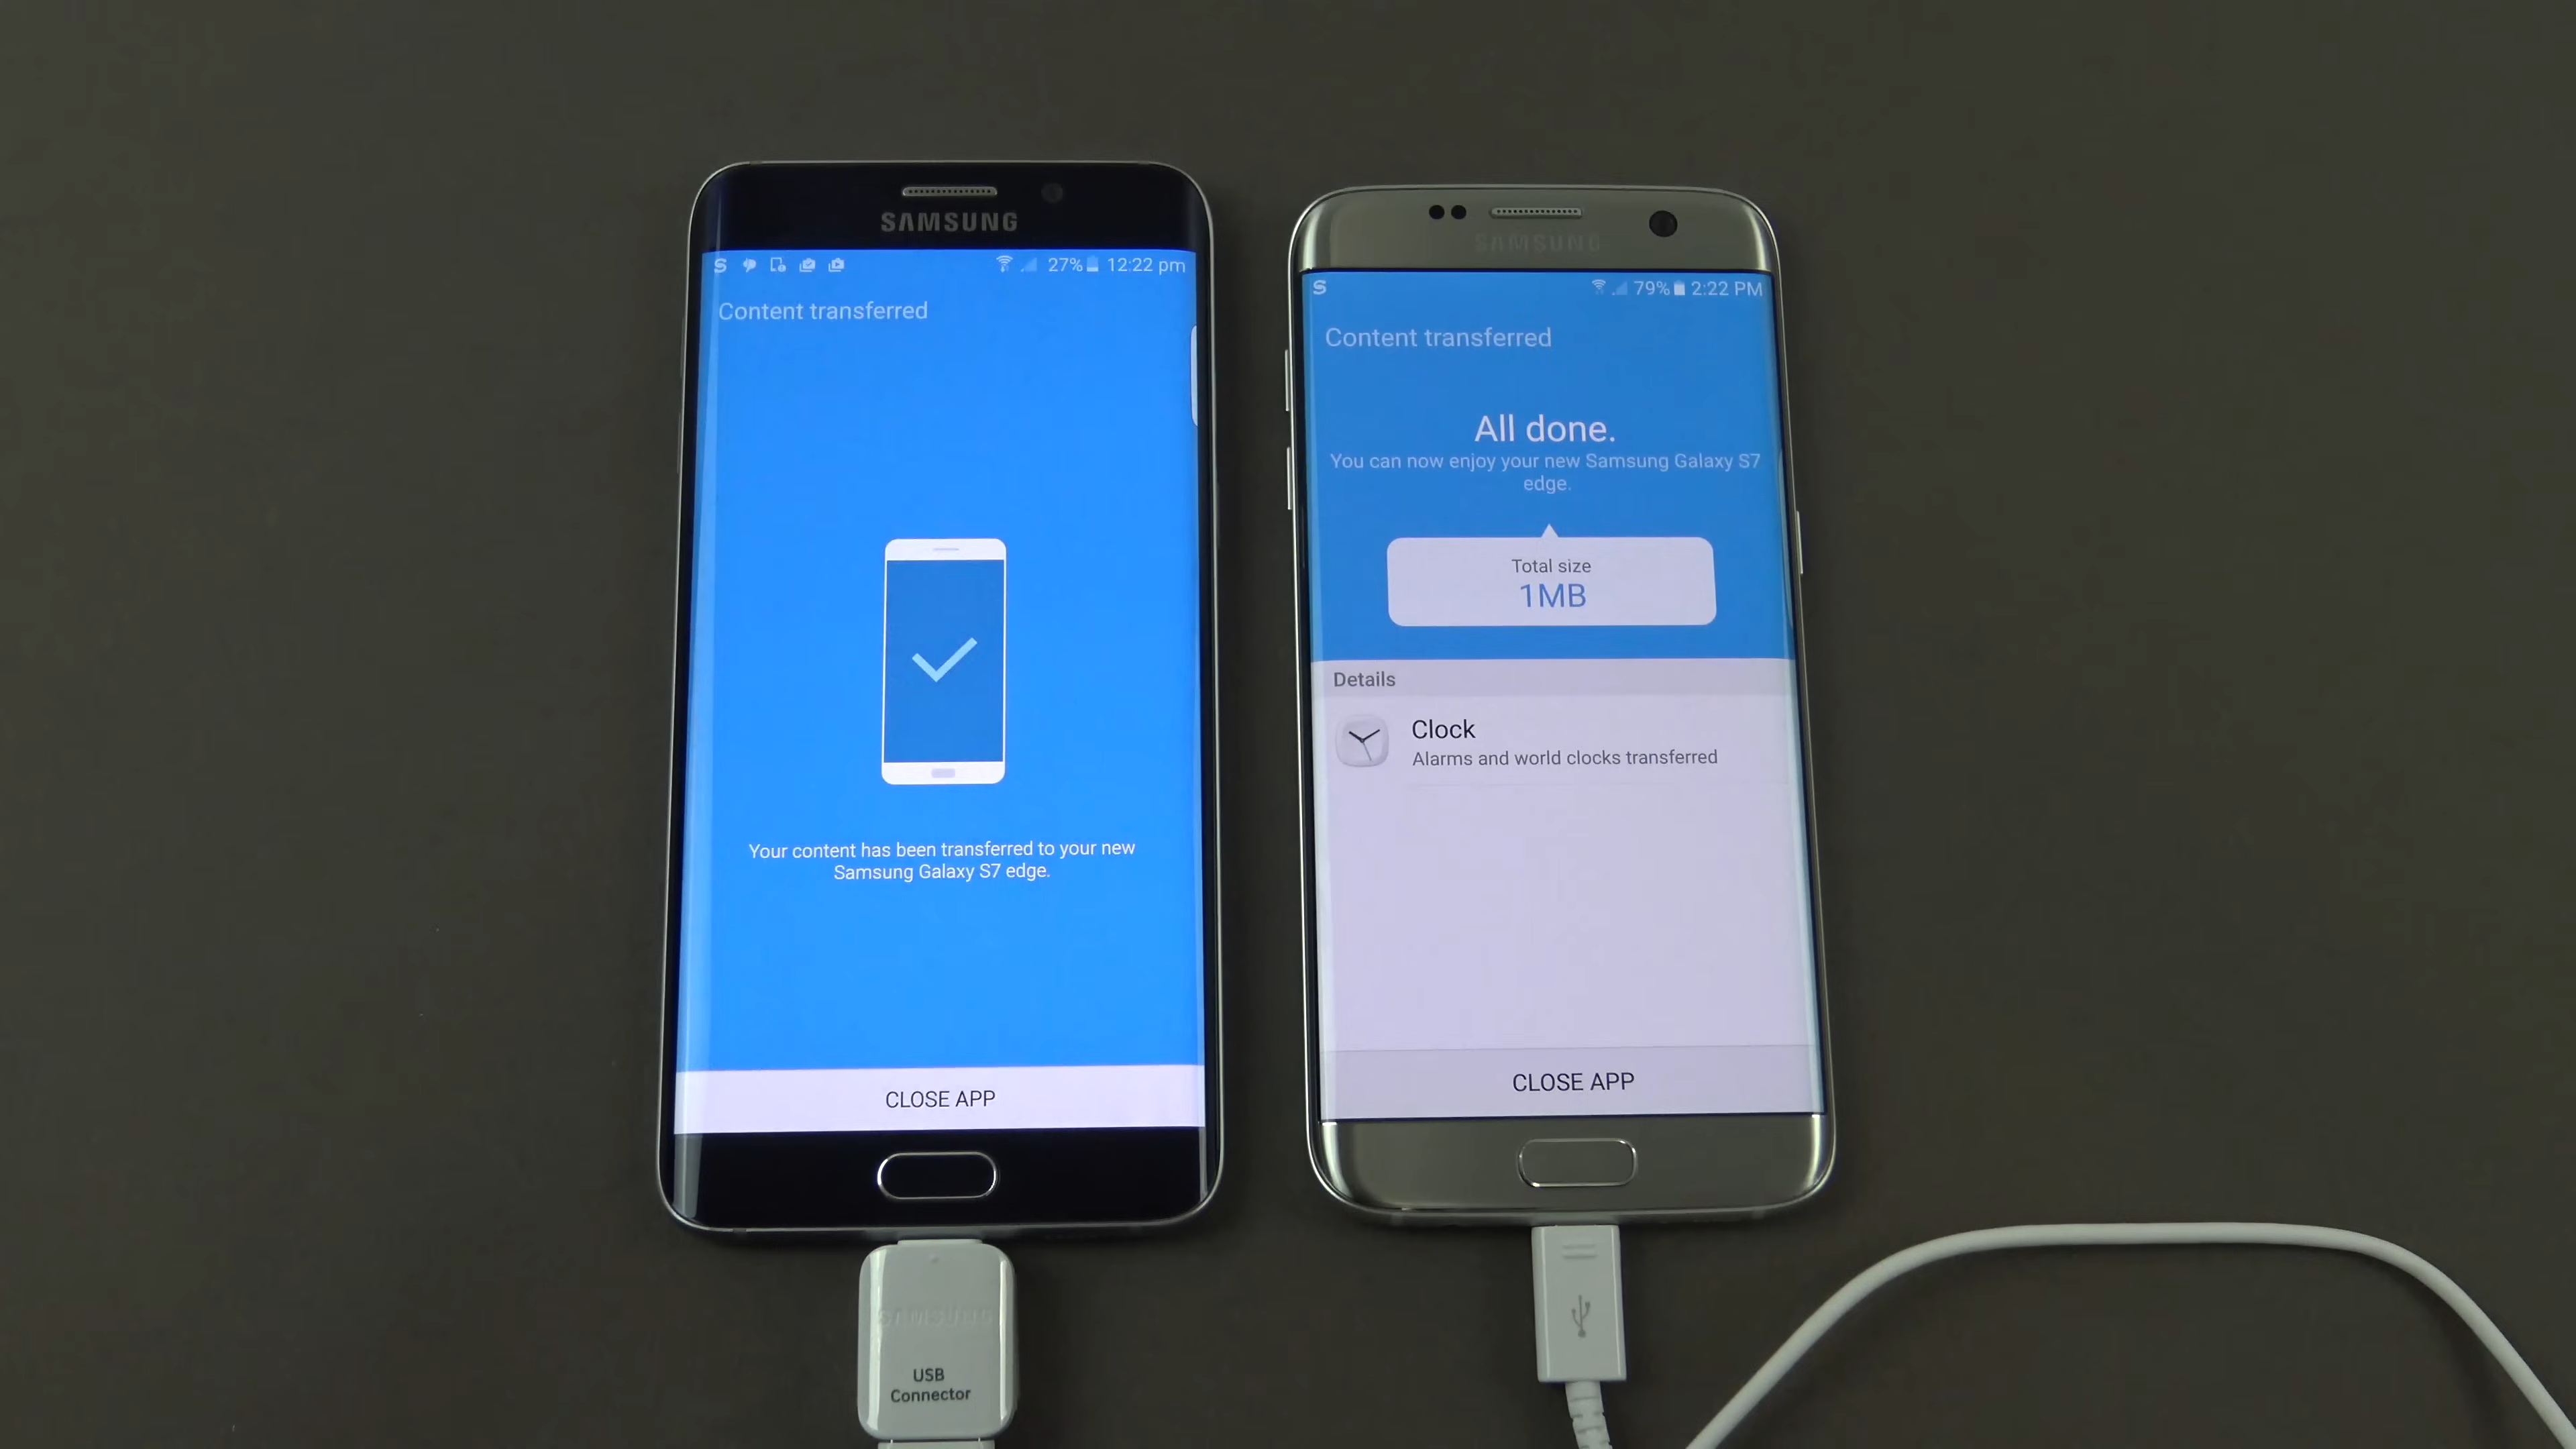 SAMSUNG
27% 12:22 pm
Content transferred
Your content has been transferred to your new
Samsung Galaxy S7 edge.
CLOSE APP
SAMSUNG
USB
Connector
SAMSUNG
79% 2:22 PM
Content transferred
All done.
You can now enjoy your new Samsung Galaxy S7
edge.
Total size
1MB
Details
Clock
Alarms and world clocks transferred
CLOSE APP